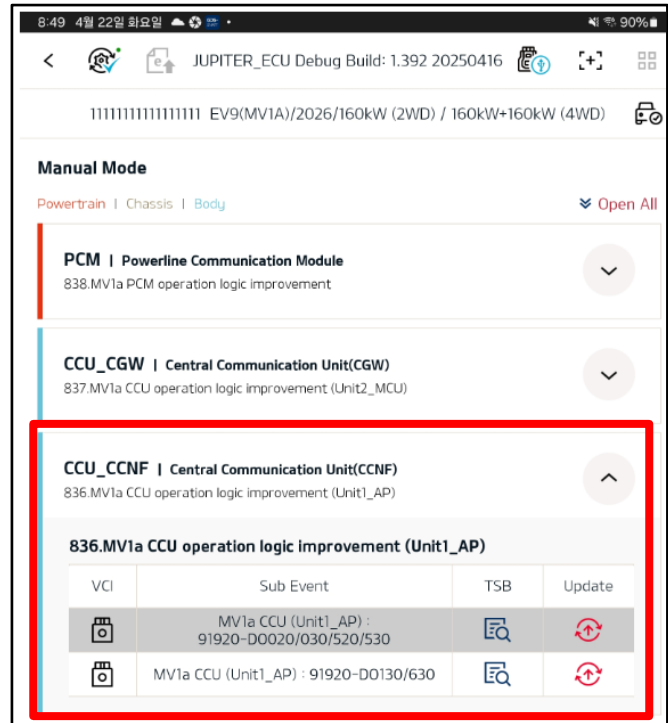 8:49 4월 22일 화요일
90%
JUPITER_ECU Debug Build: 1.392 20250416
11111111111111111 EV9(MV1A)/2026/160kW (2WD) / 160kW+160kW (4WD)
Manual Mode
Powertrain | Chassis | Body
Open All
PCM | Powerline Communication Module
838.MV1a PCM operation logic improvement
CCU_CGW | Central Communication Unit(CGW)
837.MV1a CCU operation logic improvement (Unit2_MCU)
CCU_CCNF | Central Communication Unit(CCNF)
836.MV1a CCU operation logic improvement (Unit1_AP)
836.MV1a CCU operation logic improvement (Unit1_AP)
VCI Sub Event TSB Update
MV1a CCU (Unit1_AP) :
91920-D0020/030/520/530
MV1a CCU (Unit1_AP) : 91920-D0130/630